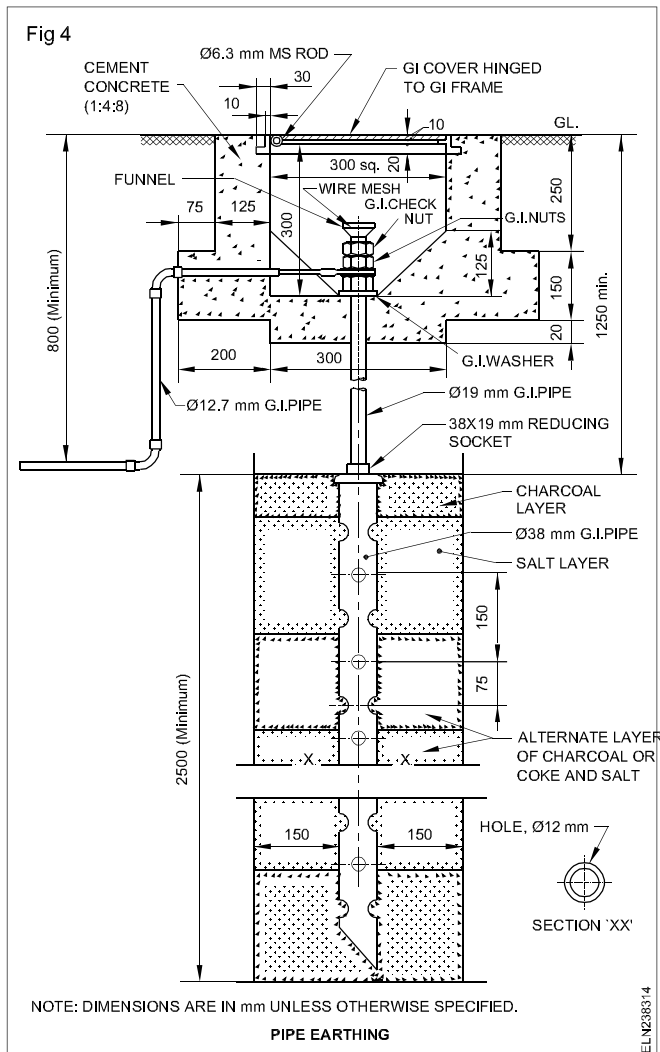 Fig 4
Ø6.3 mm MS ROD
30
CEMENT
CONCRETE
(1:4:8)
10
GI COVER HINGED
TO GI FRAME
10
GL.
20
300 sq.
FUNNEL
WIRE MESH
G.I.CHECK
NUT
G.I.NUTS
75
125
300
125
250
150
20
1250 min.
800 (Minimum)
200
300
G.I.WASHER
Ø12.7 mm G.I.PIPE
Ø19 mm G.I.PIPE
38X19 mm REDUCING
SOCKET
CHARCOAL
LAYER
Ø38 mm G.I.PIPE
SALT LAYER
150
75
2500 (Minimum)
ALTERNATE LAYER
OF CHARCOAL OR
COKE AND SALT
X
X
150
150
HOLE, Ø12 mm
SECTION `XX'
NOTE: DIMENSIONS ARE IN mm UNLESS OTHERWISE SPECIFIED.
PIPE EARTHING
ELN238314